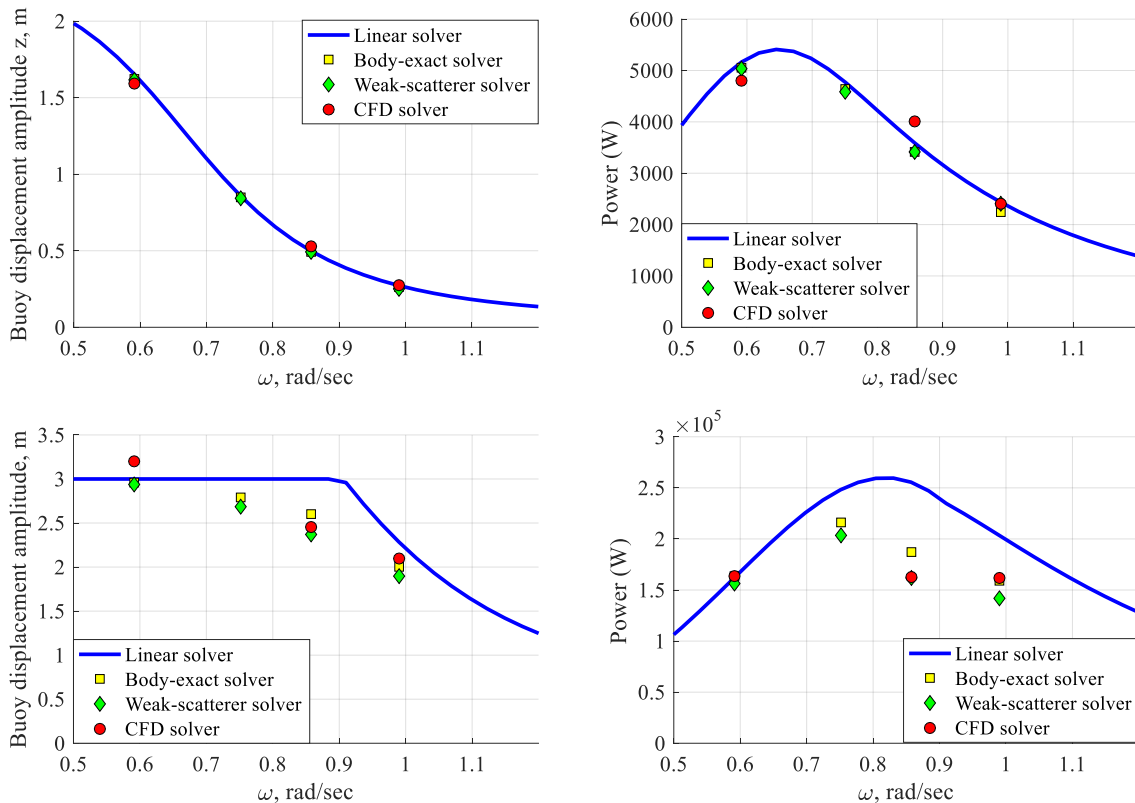 Buoy displacement amplitude z, m
2
1.5
1
0.5
0
Linear solver
Body-exact solver
Weak-scatterer solver
CFD solver
0.5 0.6 0.7 0.8 0.9 1 1.1
ω, rad/sec
Power (W)
6000
5000
4000
3000
2000
1000
0
Linear solver
Body-exact solver
Weak-scatterer solver
CFD solver
0.5 0.6 0.7 0.8 0.9 1 1.1
ω, rad/sec
Buoy displacement amplitude, m
3.5
3
2.5
2
1.5
1
0.5
0
Linear solver
Body-exact solver
Weak-scatterer solver
CFD solver
0.5 0.6 0.7 0.8 0.9 1 1.1
ω, rad/sec
×10⁵
Power (W)
3
2.5
2
1.5
1
0.5
0
Linear solver
Body-exact solver
Weak-scatterer solver
CFD solver
0.5 0.6 0.7 0.8 0.9 1 1.1
ω, rad/sec